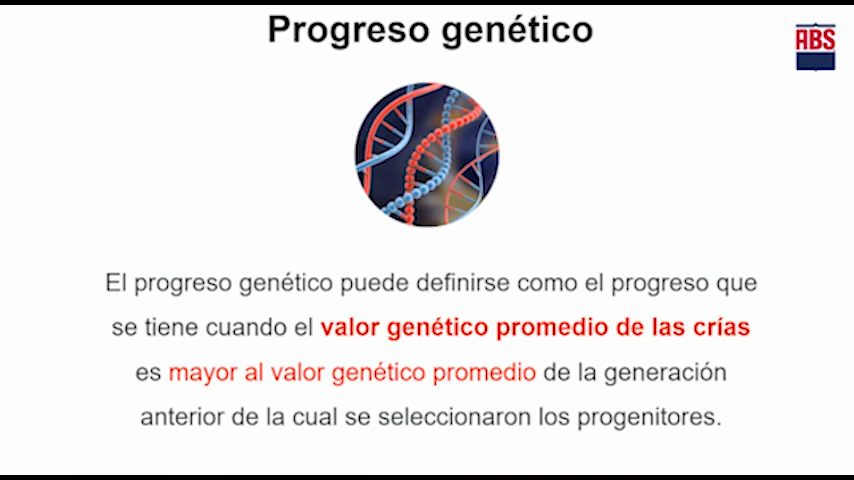 Progreso genético
ABS
El progreso genético puede definirse como el progreso que
se tiene cuando el valor genético promedio de las crías
es mayor al valor genético promedio de la generación
anterior de la cual se seleccionaron los progenitores.